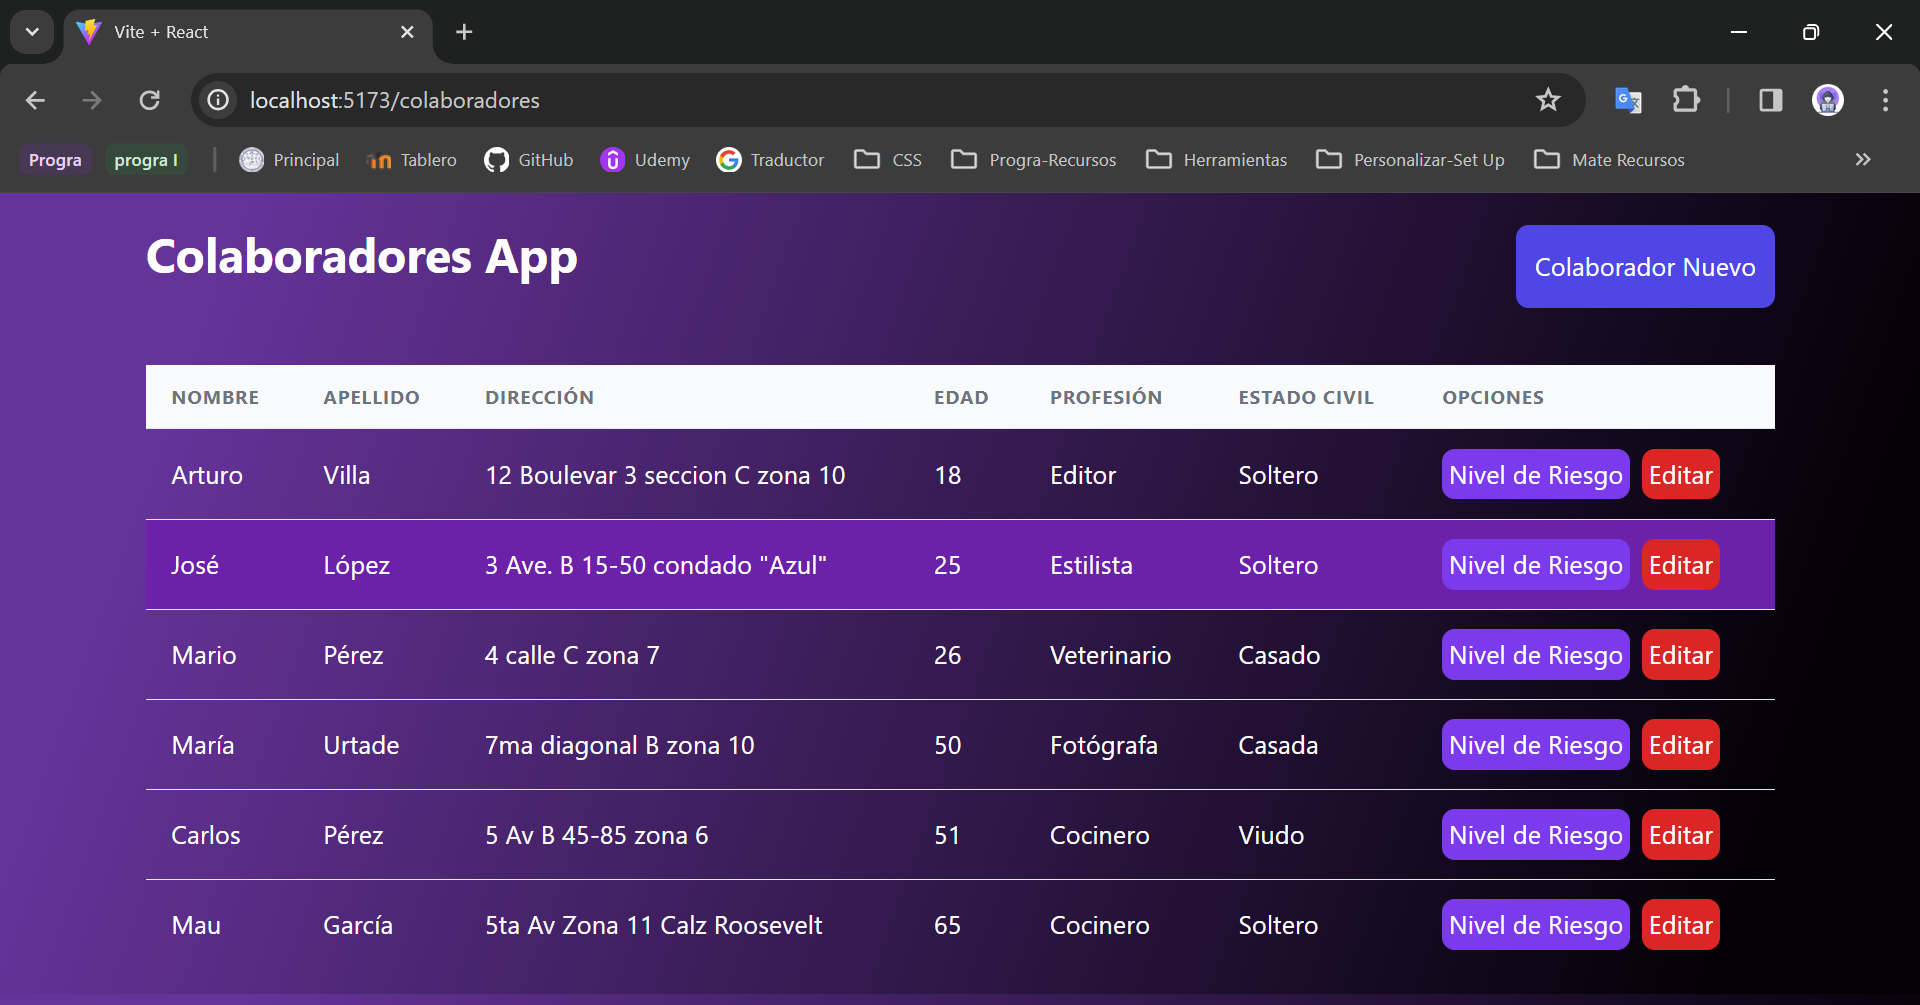 Vite + React
localhost:5173/colaboradores
Progra progra I Principal Tablero GitHub Udemy Traductor CSS Progra-Recursos Herramientas Personalizar-Set Up Mate Recursos
Colaboradores App
Colaborador Nuevo
NOMBRE APELLIDO DIRECCIÓN EDAD PROFESIÓN ESTADO CIVIL OPCIONES
Arturo Villa 12 Boulevar 3 seccion C zona 10 18 Editor Soltero Nivel de Riesgo Editar
José López 3 Ave. B 15-50 condado "Azul" 25 Estilista Soltero Nivel de Riesgo Editar
Mario Pérez 4 calle C zona 7 26 Veterinario Casado Nivel de Riesgo Editar
María Urtade 7ma diagonal B zona 10 50 Fotógrafa Casada Nivel de Riesgo Editar
Carlos Pérez 5 Av B 45-85 zona 6 51 Cocinero Viudo Nivel de Riesgo Editar
Mau García 5ta Av Zona 11 Calz Roosevelt 65 Cocinero Soltero Nivel de Riesgo Editar